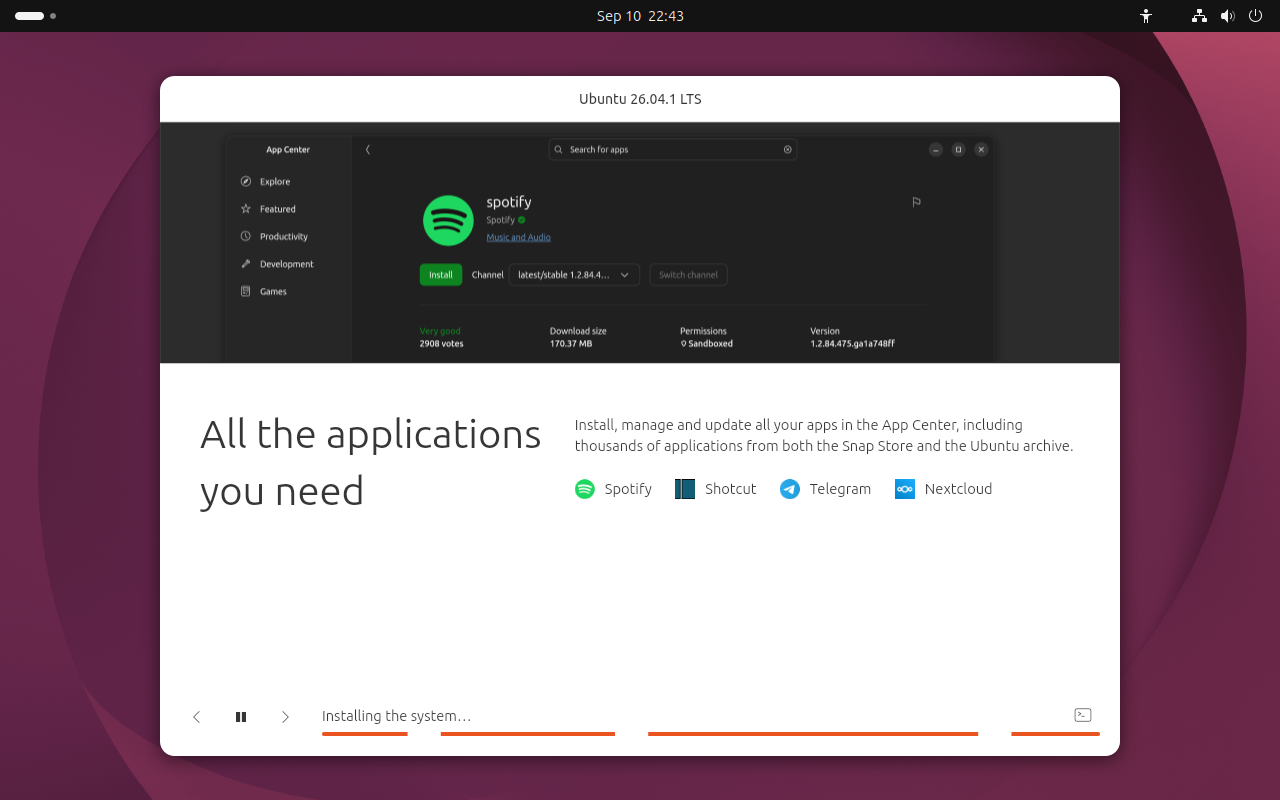 Sep 10 22:43
Ubuntu 26.04.1 LTS
App Center
Search for apps
Explore
Featured
Productivity
Development
Games
spotify
Spotify
Music and Audio
Install
Channel
latest/stable 1.2.84.4...
Switch channel
Very good
2908 votes
Download size
170.37 MB
Permissions
Sandboxed
Version
1.2.84.475.ga1a748ff
All the applications
you need
Install, manage and update all your apps in the App Center, including
thousands of applications from both the Snap Store and the Ubuntu archive.
Spotify Shotcut Telegram Nextcloud
Installing the system...